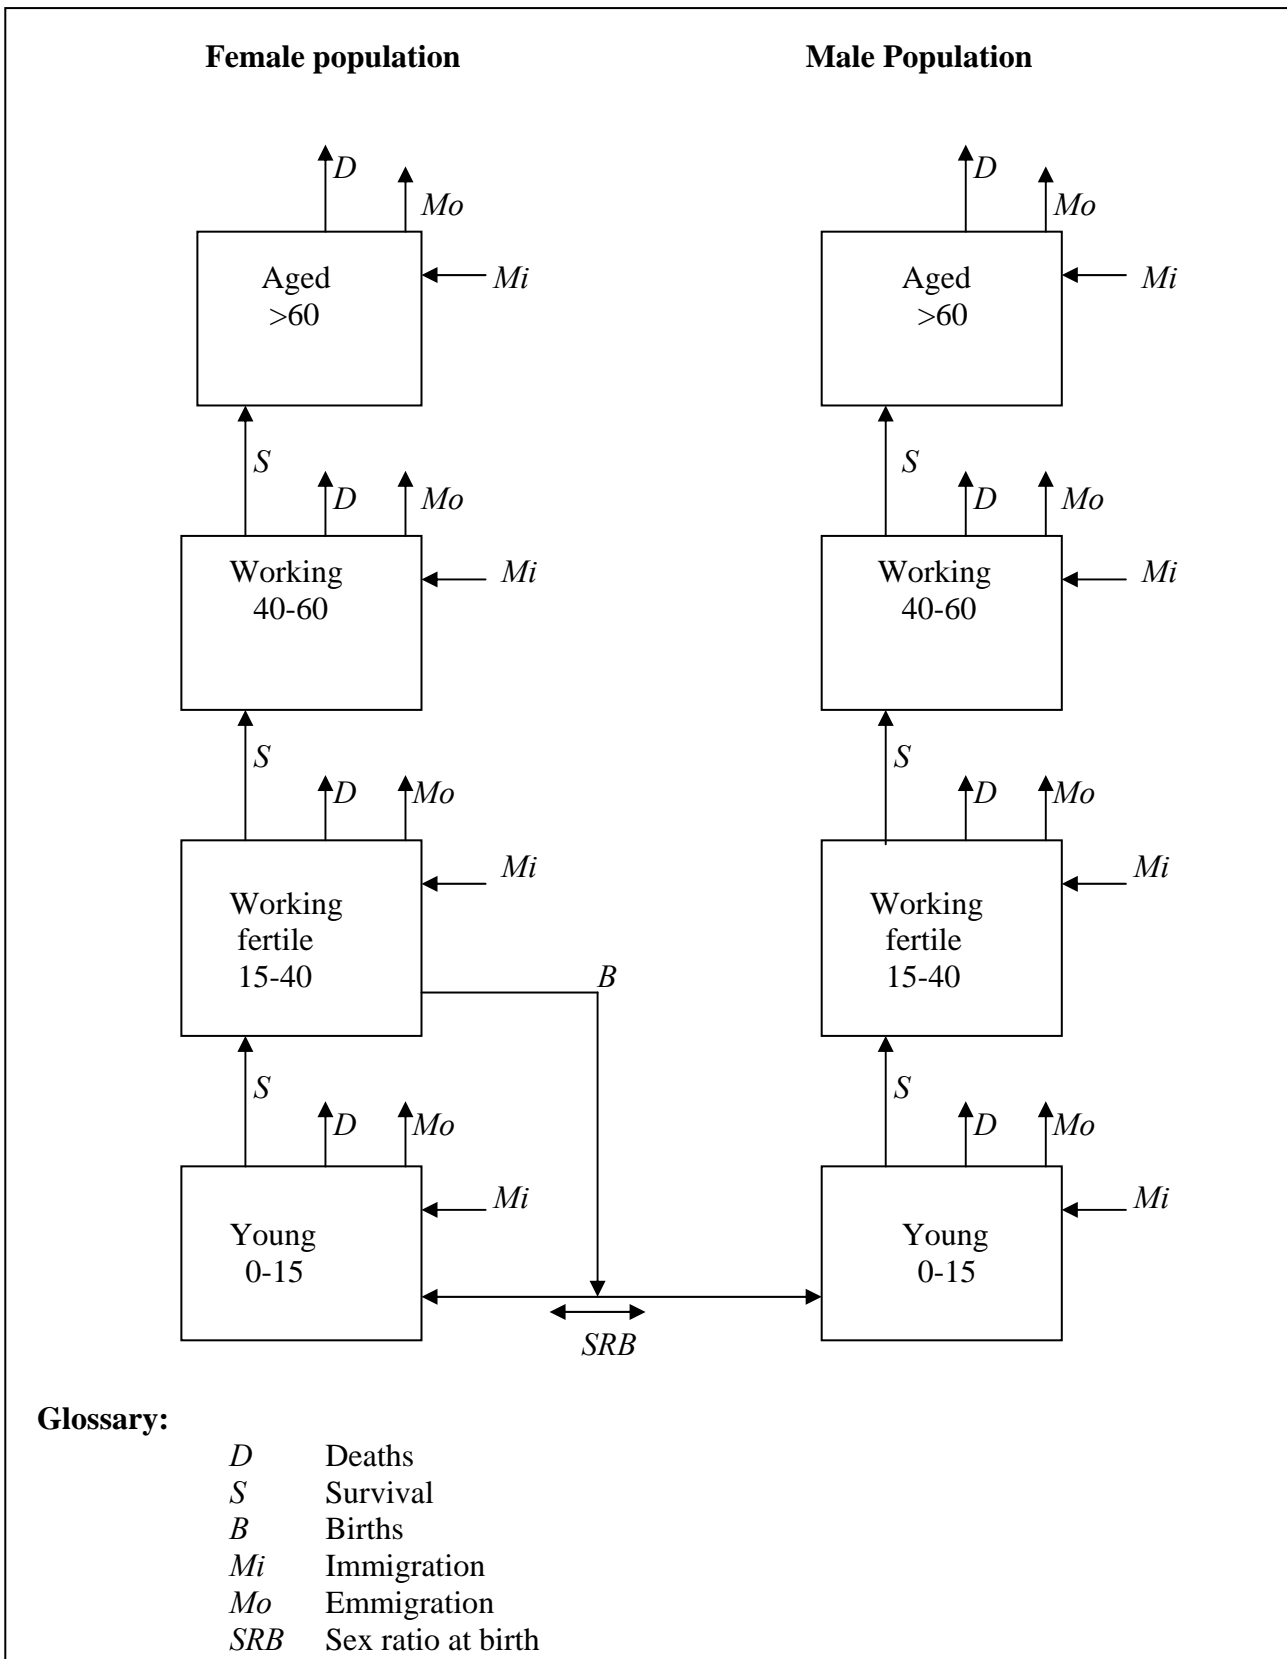 Female population Male Population
D D
Mo Mo
Aged Aged
Mi Mi
>60 >60
S S
D Mo D Mo
Working Working
Mi Mi
40-60 40-60
S S
D Mo D Mo
Mi Mi
Working Working
fertile fertile
15-40 15-40
B
S S
D Mo D Mo
Mi Mi
Young Young
0-15 0-15
SRB
Glossary:
D Deaths
S Survival
B Births
Mi Immigration
Mo Emmigration
SRB Sex ratio at birth